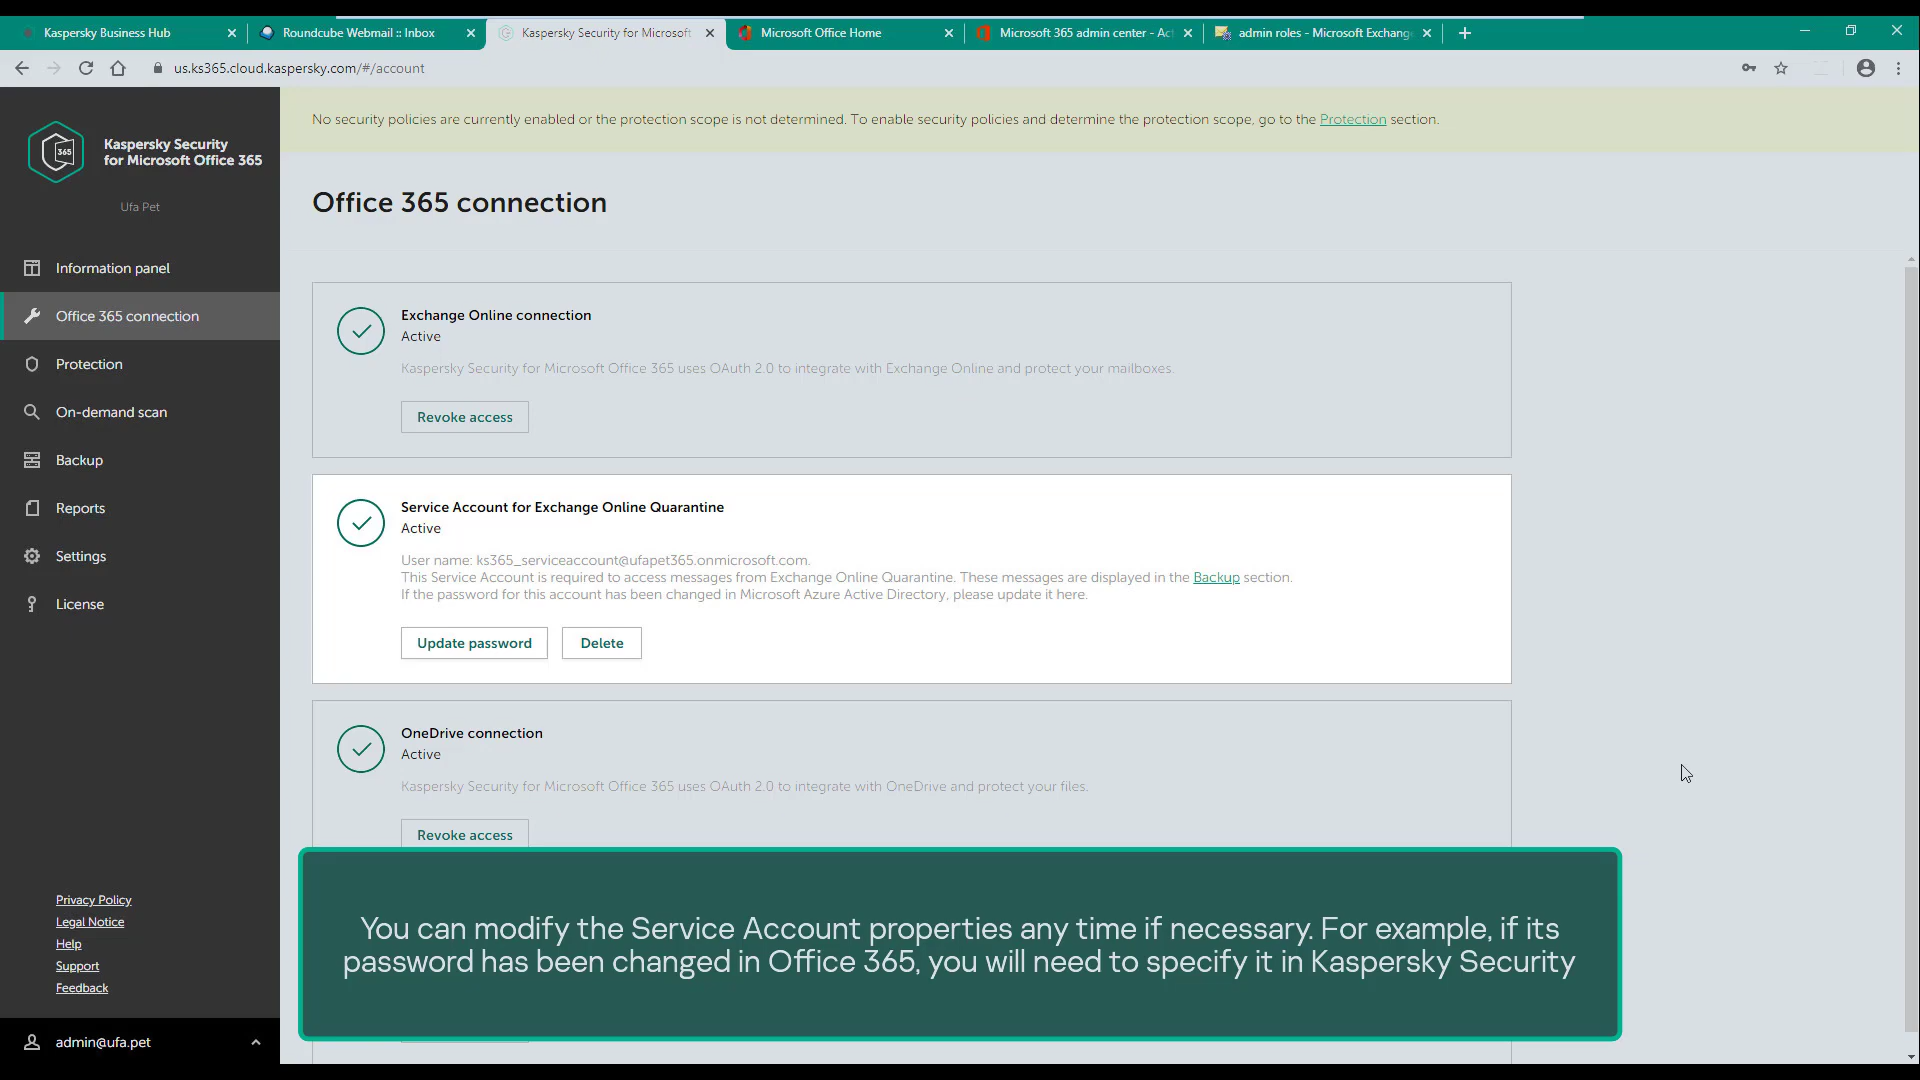 Kaspersky Business Hub
Roundcube Webmail :: Inbox
Kaspersky Security for Microsoft
Microsoft Office Home
Microsoft 365 admin center - Ac
admin roles - Microsoft Exchange
us.ks365.cloud.kaspersky.com/#/account
365
Kaspersky Security
for Microsoft Office 365
Ufa Pet
Information panel
Office 365 connection
Protection
On-demand scan
Backup
Reports
Settings
License
Privacy Policy
Legal Notice
Help
Support
Feedback
admin@ufa.pet
No security policies are currently enabled or the protection scope is not determined. To enable security policies and determine the protection scope, go to the Protection section.
Office 365 connection
Exchange Online connection
Active
Kaspersky Security for Microsoft Office 365 uses OAuth 2.0 to integrate with Exchange Online and protect your mailboxes.
Revoke access
Service Account for Exchange Online Quarantine
Active
User name: ks365_serviceaccount@ufapet365.onmicrosoft.com.
This Service Account is required to access messages from Exchange Online Quarantine. These messages are displayed in the Backup section.
If the password for this account has been changed in Microsoft Azure Active Directory, please update it here.
Update password
Delete
OneDrive connection
Active
Kaspersky Security for Microsoft Office 365 uses OAuth 2.0 to integrate with OneDrive and protect your files.
Revoke access
You can modify the Service Account properties any time if necessary. For example, if its
password has been changed in Office 365, you will need to specify it in Kaspersky Security